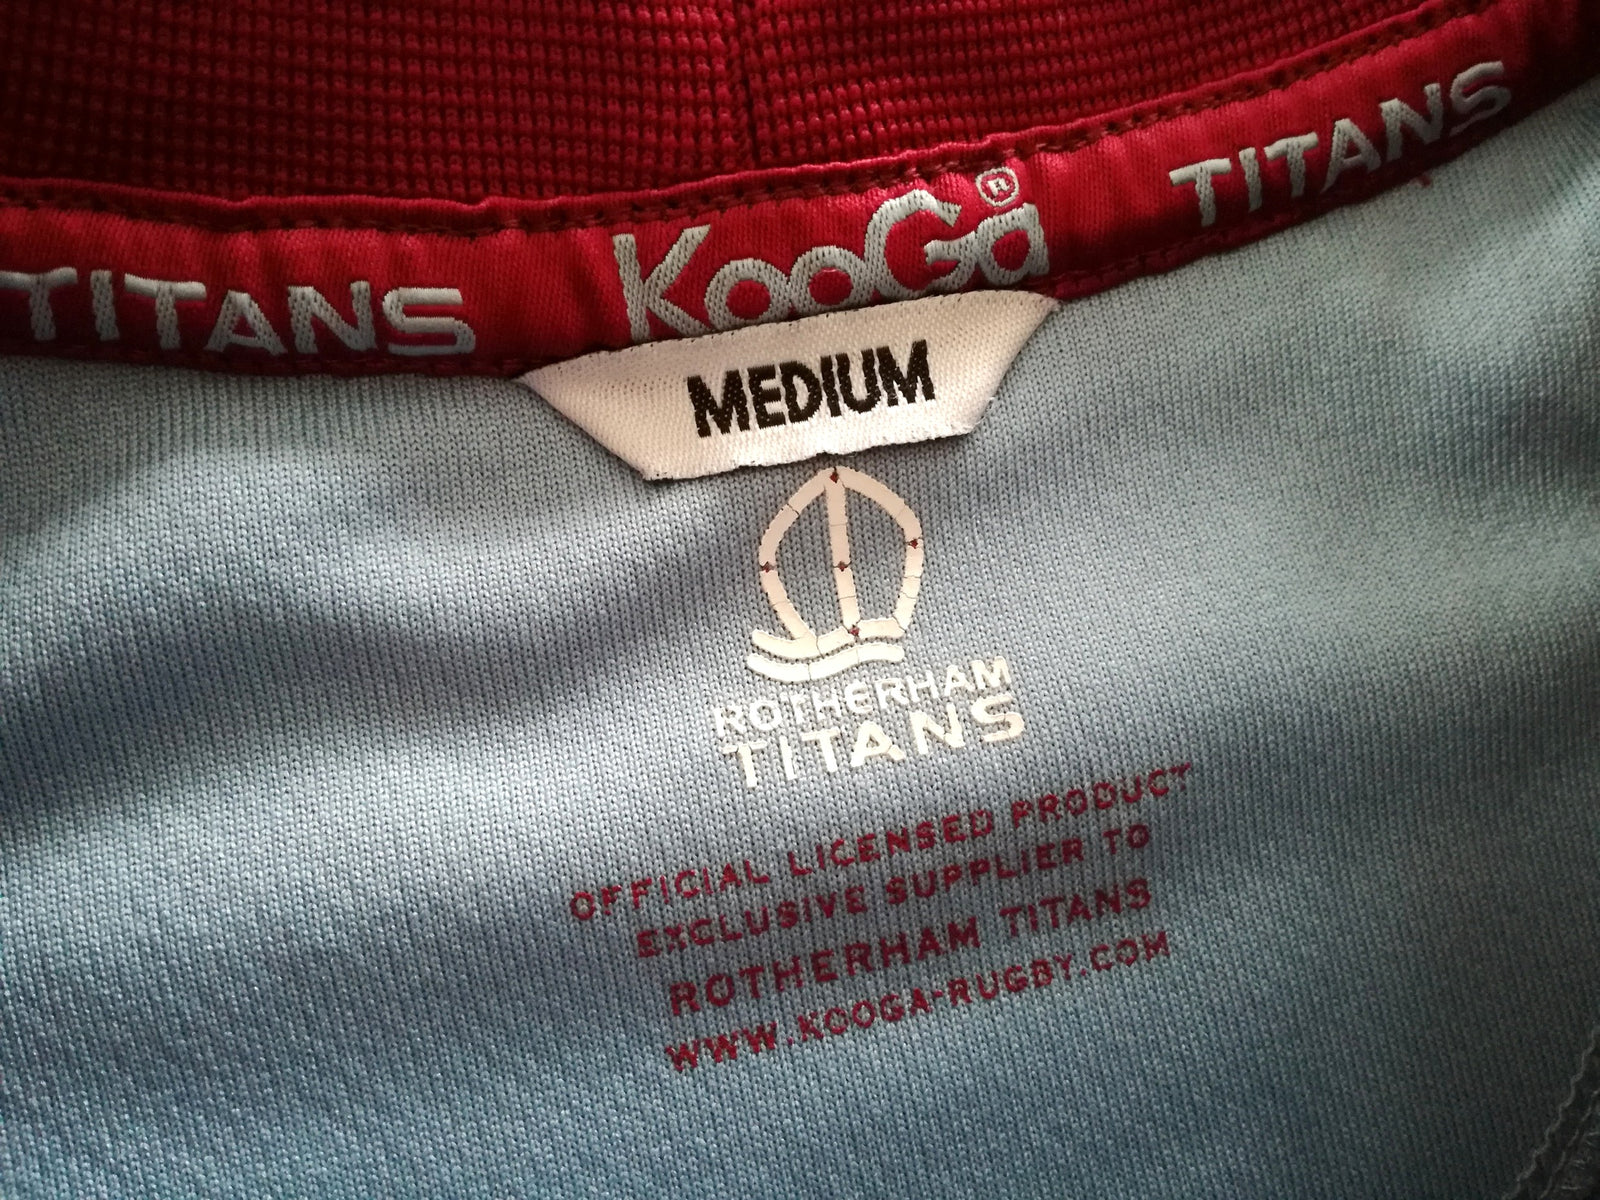 TITANS KooGa® TITANS
MEDIUM
ROTHERHAM
TITANS
OFFICIAL LICENSED PRODUCT
EXCLUSIVE SUPPLIER TO
ROTHERHAM TITANS
WWW.KOOGA-RUGBY.COM